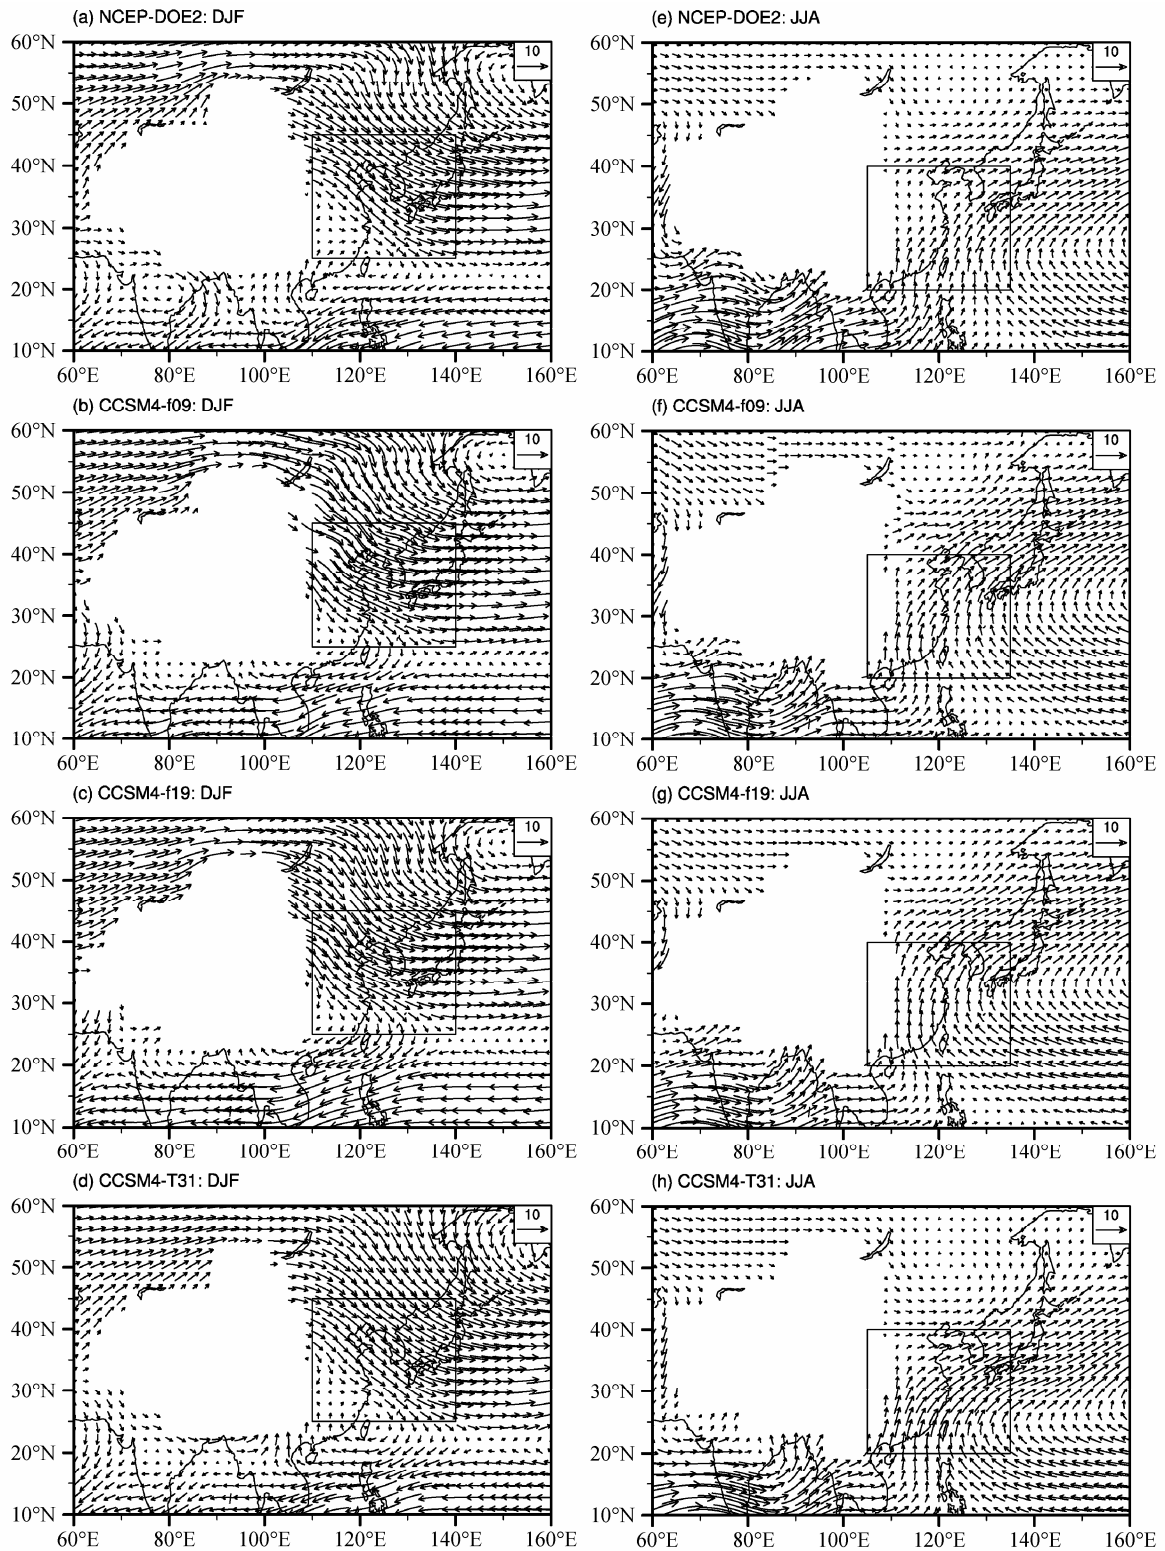 (a) NCEP-DOE2: DJF
60°N
50°N
40°N
30°N
20°N
10°N
10
60°E 80°E 100°E 120°E 140°E 160°E
(b) CCSM4-f09: DJF
60°N
50°N
40°N
30°N
20°N
10°N
10
60°E 80°E 100°E 120°E 140°E 160°E
(c) CCSM4-f19: DJF
60°N
50°N
40°N
30°N
20°N
10°N
10
60°E 80°E 100°E 120°E 140°E 160°E
(d) CCSM4-T31: DJF
60°N
50°N
40°N
30°N
20°N
10°N
10
60°E 80°E 100°E 120°E 140°E 160°E
(e) NCEP-DOE2: JJA
60°N
50°N
40°N
30°N
20°N
10°N
10
60°E 80°E 100°E 120°E 140°E 160°E
(f) CCSM4-f09: JJA
60°N
50°N
40°N
30°N
20°N
10°N
10
60°E 80°E 100°E 120°E 140°E 160°E
(g) CCSM4-f19: JJA
60°N
50°N
40°N
30°N
20°N
10°N
10
60°E 80°E 100°E 120°E 140°E 160°E
(h) CCSM4-T31: JJA
60°N
50°N
40°N
30°N
20°N
10°N
10
60°E 80°E 100°E 120°E 140°E 160°E